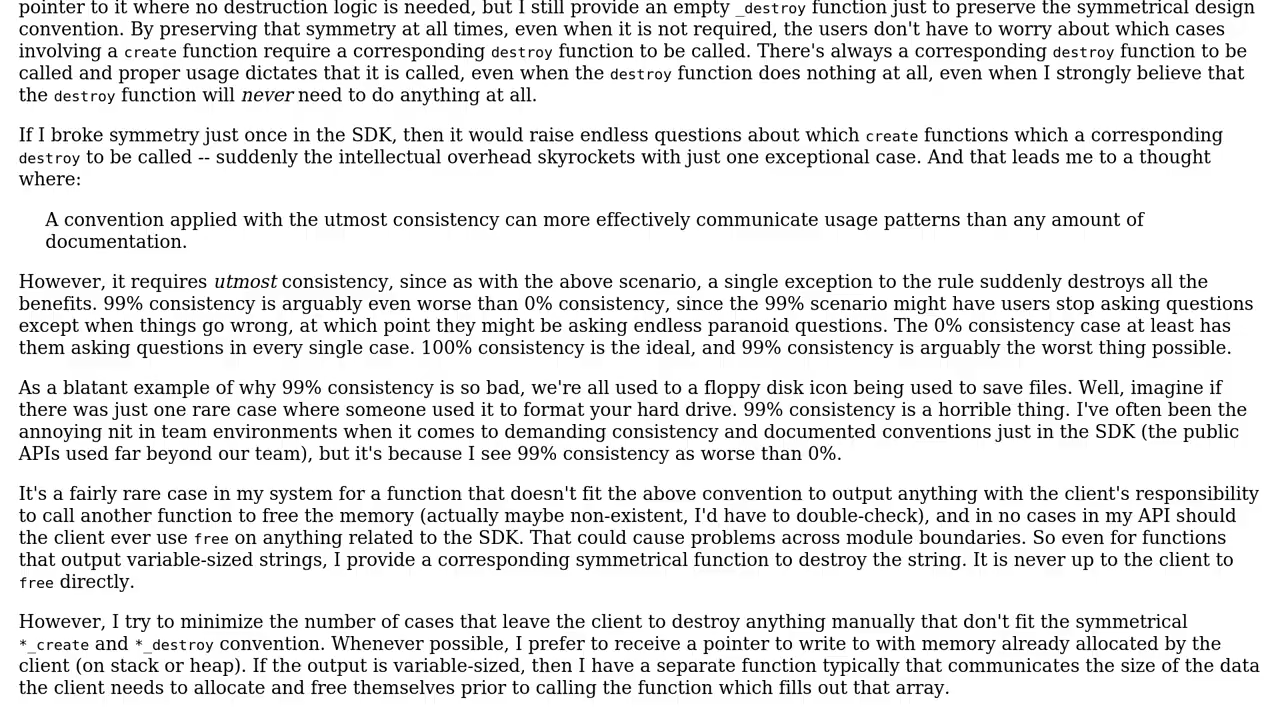 pointer to it where no destruction logic is needed, but I still provide an empty _destroy function just to preserve the symmetrical design
convention. By preserving that symmetry at all times, even when it is not required, the users don't have to worry about which cases
involving a create function require a corresponding destroy function to be called. There's always a corresponding destroy function to be
called and proper usage dictates that it is called, even when the destroy function does nothing at all, even when I strongly believe that
the destroy function will never need to do anything at all.
If I broke symmetry just once in the SDK, then it would raise endless questions about which create functions which a corresponding
destroy to be called -- suddenly the intellectual overhead skyrockets with just one exceptional case. And that leads me to a thought
where:
A convention applied with the utmost consistency can more effectively communicate usage patterns than any amount of
documentation.
However, it requires utmost consistency, since as with the above scenario, a single exception to the rule suddenly destroys all the
benefits. 99% consistency is arguably even worse than 0% consistency, since the 99% scenario might have users stop asking questions
except when things go wrong, at which point they might be asking endless paranoid questions. The 0% consistency case at least has
them asking questions in every single case. 100% consistency is the ideal, and 99% consistency is arguably the worst thing possible.
As a blatant example of why 99% consistency is so bad, we're all used to a floppy disk icon being used to save files. Well, imagine if
there was just one rare case where someone used it to format your hard drive. 99% consistency is a horrible thing. I've often been the
annoying nit in team environments when it comes to demanding consistency and documented conventions just in the SDK (the public
APIs used far beyond our team), but it's because I see 99% consistency as worse than 0%.
It's a fairly rare case in my system for a function that doesn't fit the above convention to output anything with the client's responsibility
to call another function to free the memory (actually maybe non-existent, I'd have to double-check), and in no cases in my API should
the client ever use free on anything related to the SDK. That could cause problems across module boundaries. So even for functions
that output variable-sized strings, I provide a corresponding symmetrical function to destroy the string. It is never up to the client to
free directly.
However, I try to minimize the number of cases that leave the client to destroy anything manually that don't fit the symmetrical
*_create and *_destroy convention. Whenever possible, I prefer to receive a pointer to write to with memory already allocated by the
client (on stack or heap). If the output is variable-sized, then I have a separate function typically that communicates the size of the data
the client needs to allocate and free themselves prior to calling the function which fills out that array.